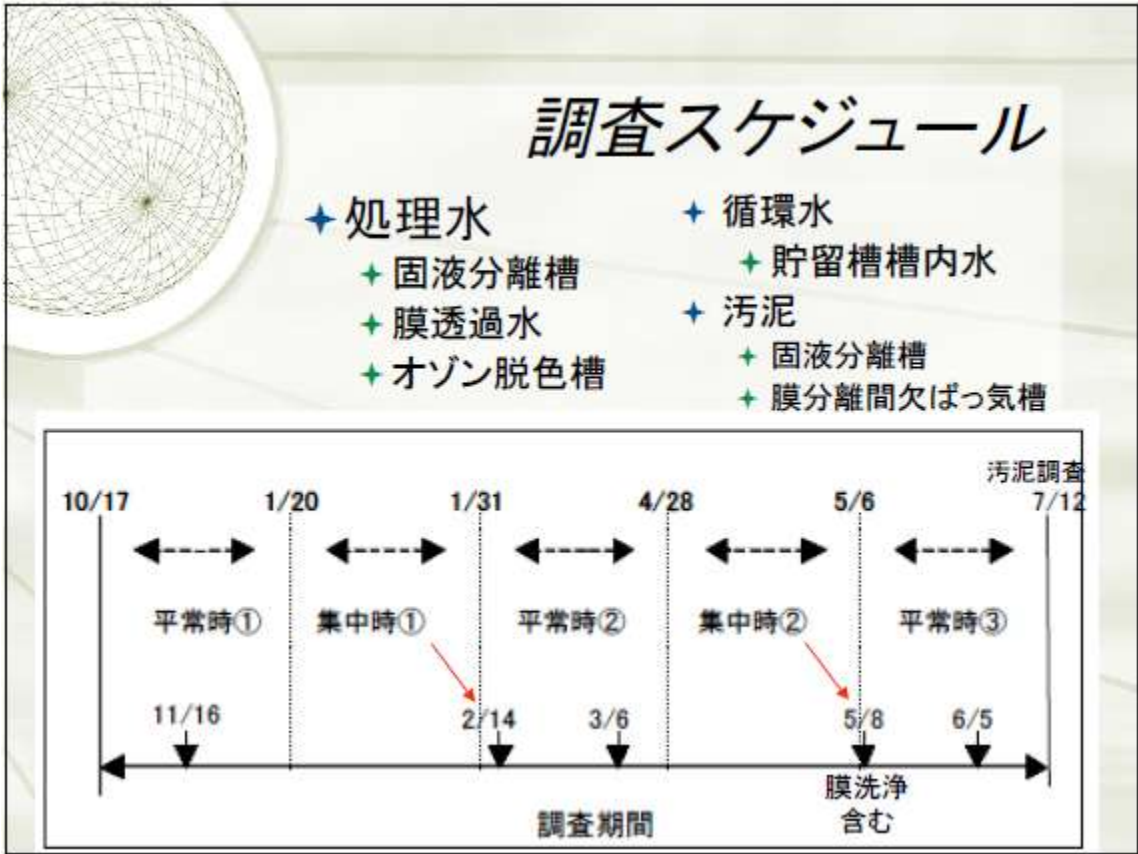 調査スケジュール
処理水
固液分離槽
膜透過水
オゾン脱色槽
循環水
貯留槽槽内水
汚泥
固液分離槽
膜分離間欠ばっ気槽
汚泥調査
10/17 1/20 1/31 4/28 5/6 7/12
平常時① 集中時① 平常時② 集中時② 平常時③
11/16 2/14 3/6 5/8 6/5
膜洗浄
含む
調査期間